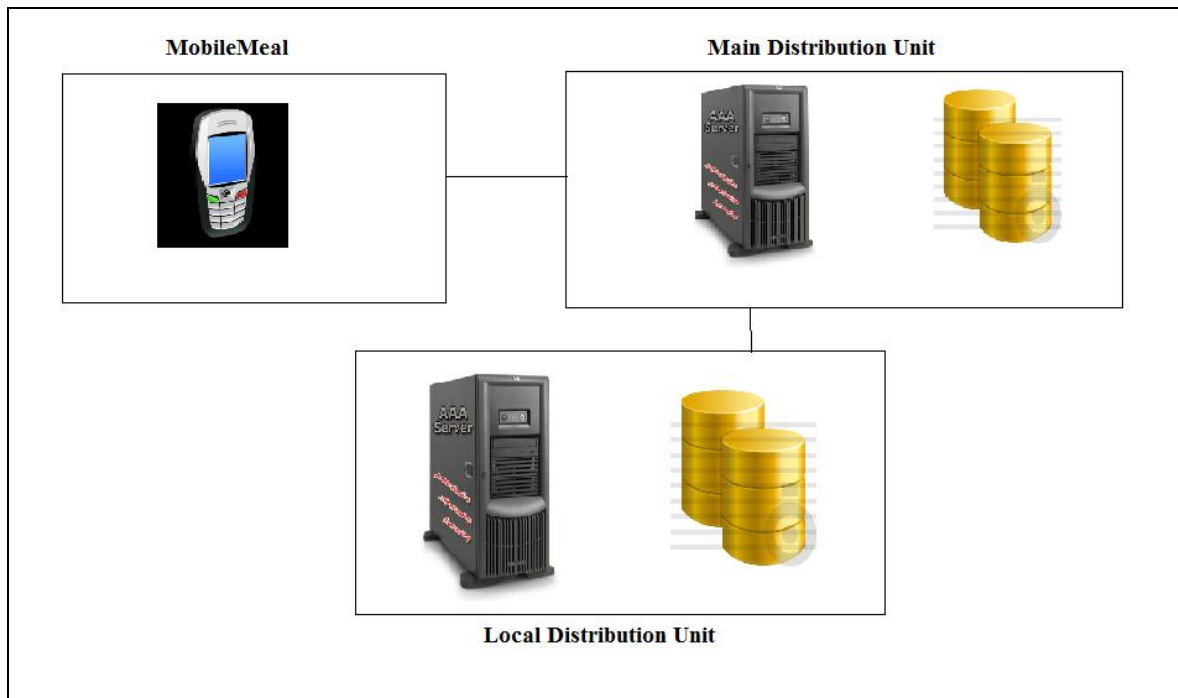 MobileMeal
Main Distribution Unit
AAA
Server
AAA
Server
Local Distribution Unit